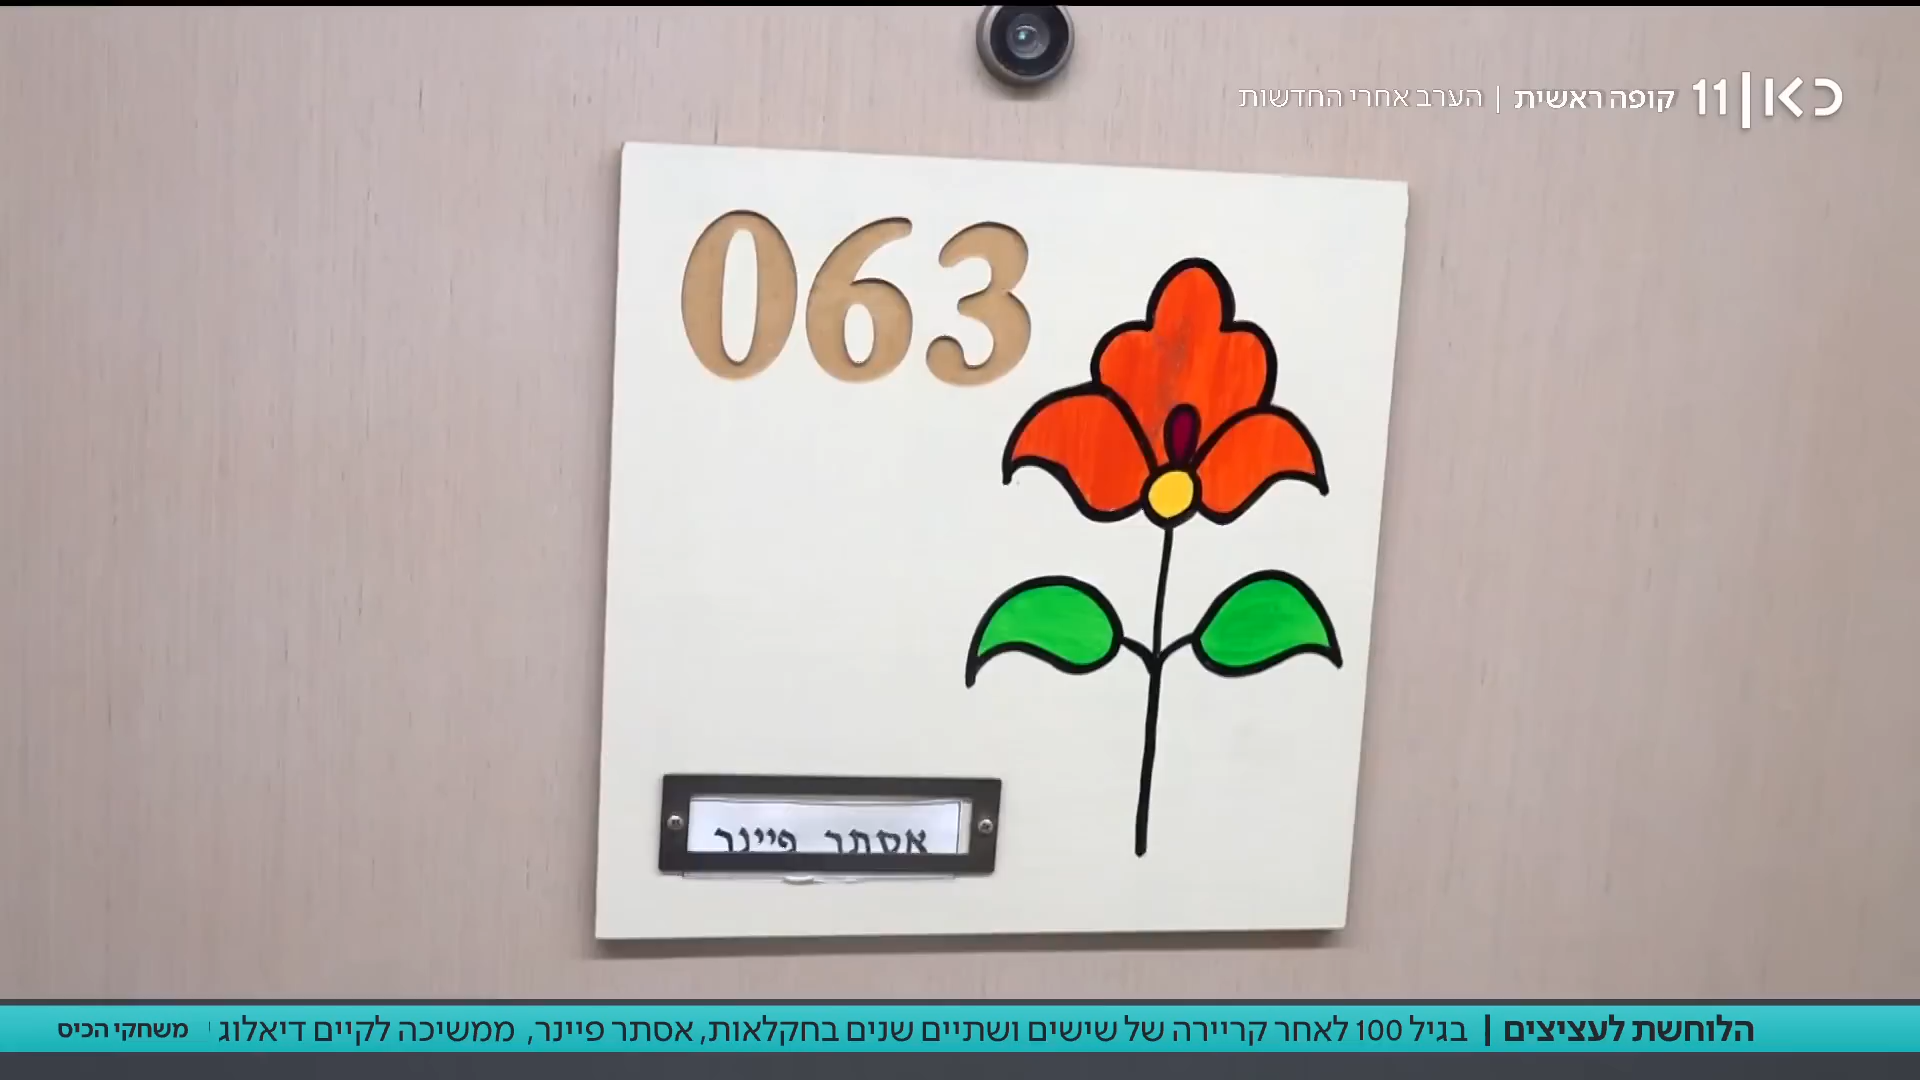 כאן|11 קופה ראשית | הערב אחרי החדשות
063
אסתר פיינר
הלוחשת לעציצים | בגיל 100 לאחר קריירה של שישים ושתיים שנים בחקלאות, אסתר פיינר, ממשיכה לקיים דיאלוג
משחקי הכיס